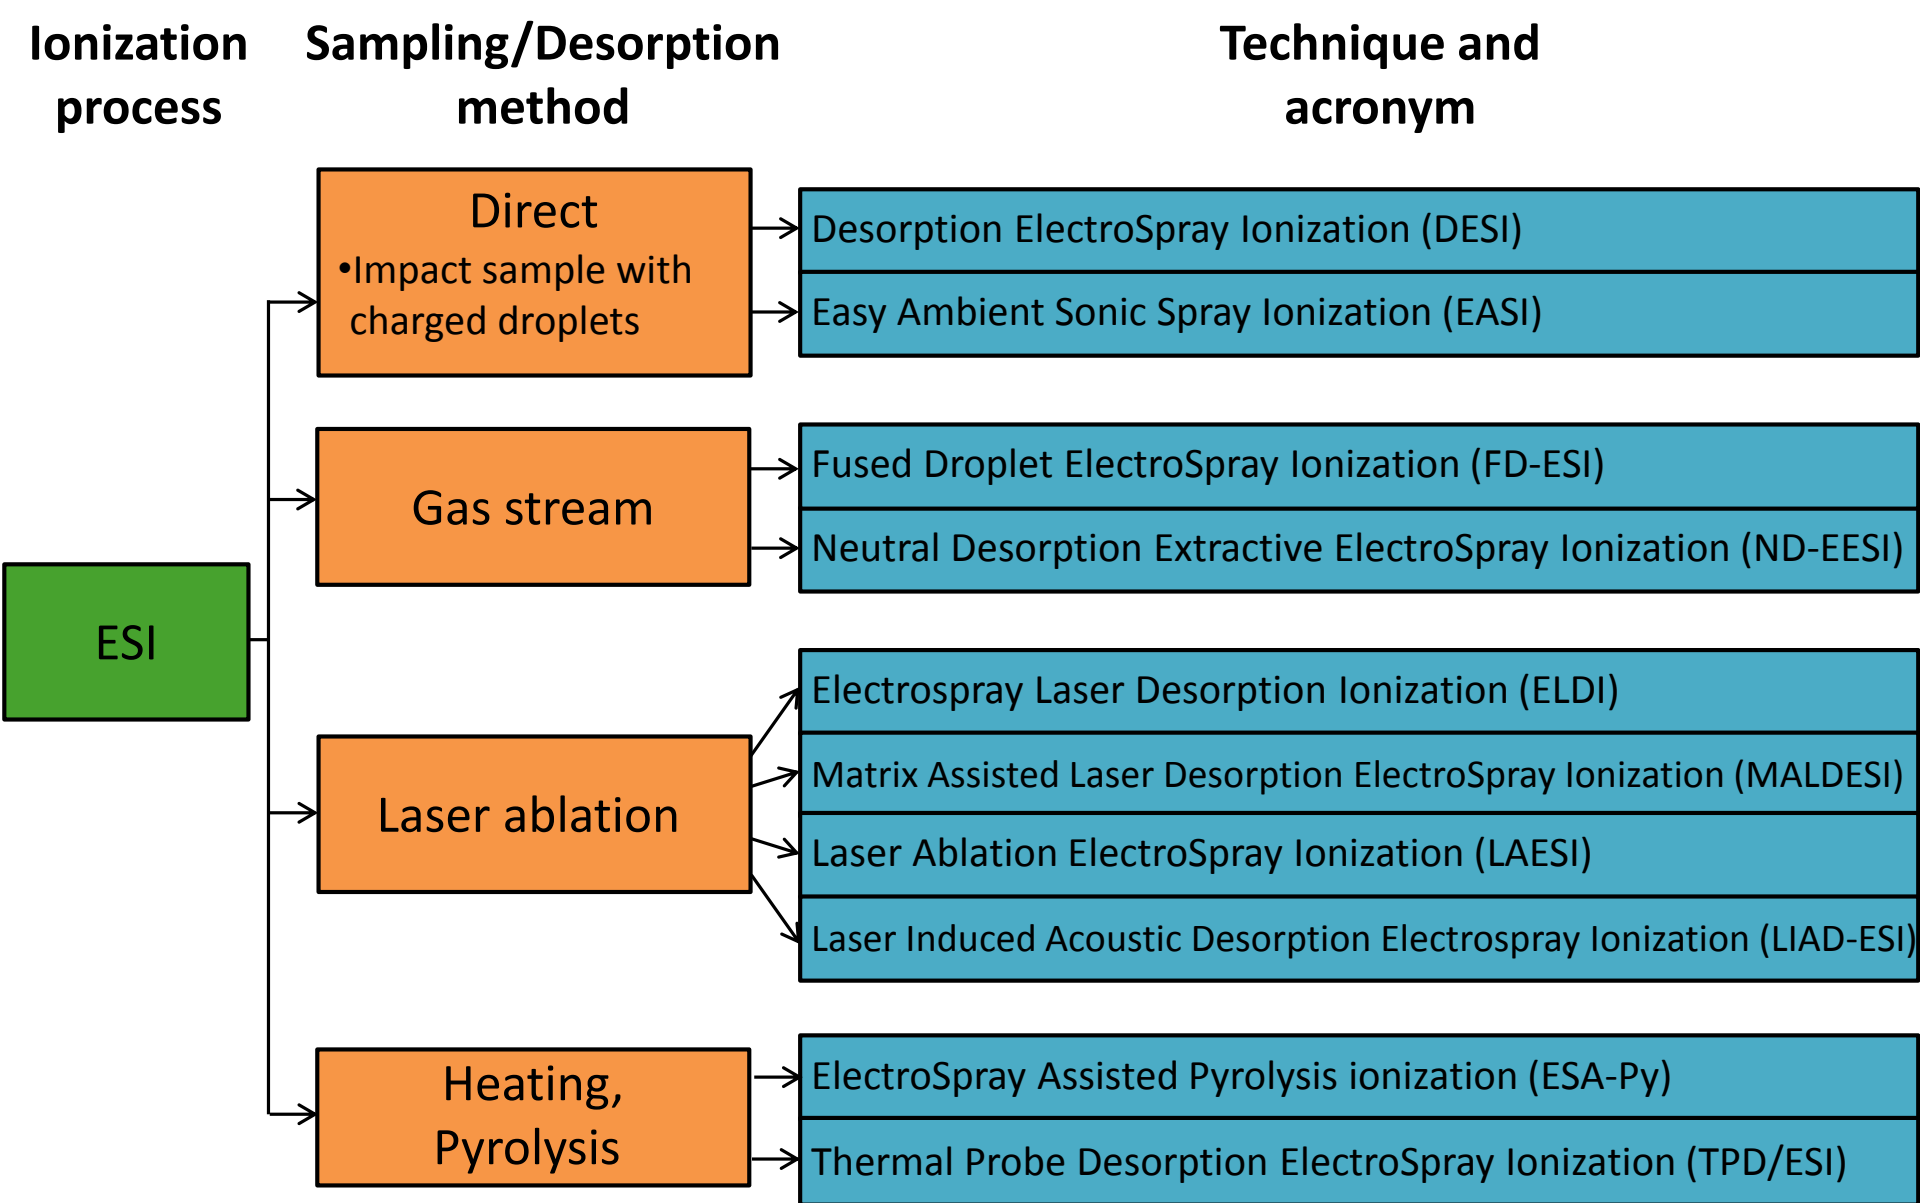 Ionization
process
Sampling/Desorption
method
Technique and
acronym
ESI
Direct
•Impact sample with
charged droplets
Desorption ElectroSpray Ionization (DESI)
Easy Ambient Sonic Spray Ionization (EASI)
Gas stream
Fused Droplet ElectroSpray Ionization (FD-ESI)
Neutral Desorption Extractive ElectroSpray Ionization (ND-EESI)
Laser ablation
Electrospray Laser Desorption Ionization (ELDI)
Matrix Assisted Laser Desorption ElectroSpray Ionization (MALDESI)
Laser Ablation ElectroSpray Ionization (LAESI)
Laser Induced Acoustic Desorption Electrospray Ionization (LIAD-ESI)
Heating,
Pyrolysis
ElectroSpray Assisted Pyrolysis ionization (ESA-Py)
Thermal Probe Desorption ElectroSpray Ionization (TPD/ESI)